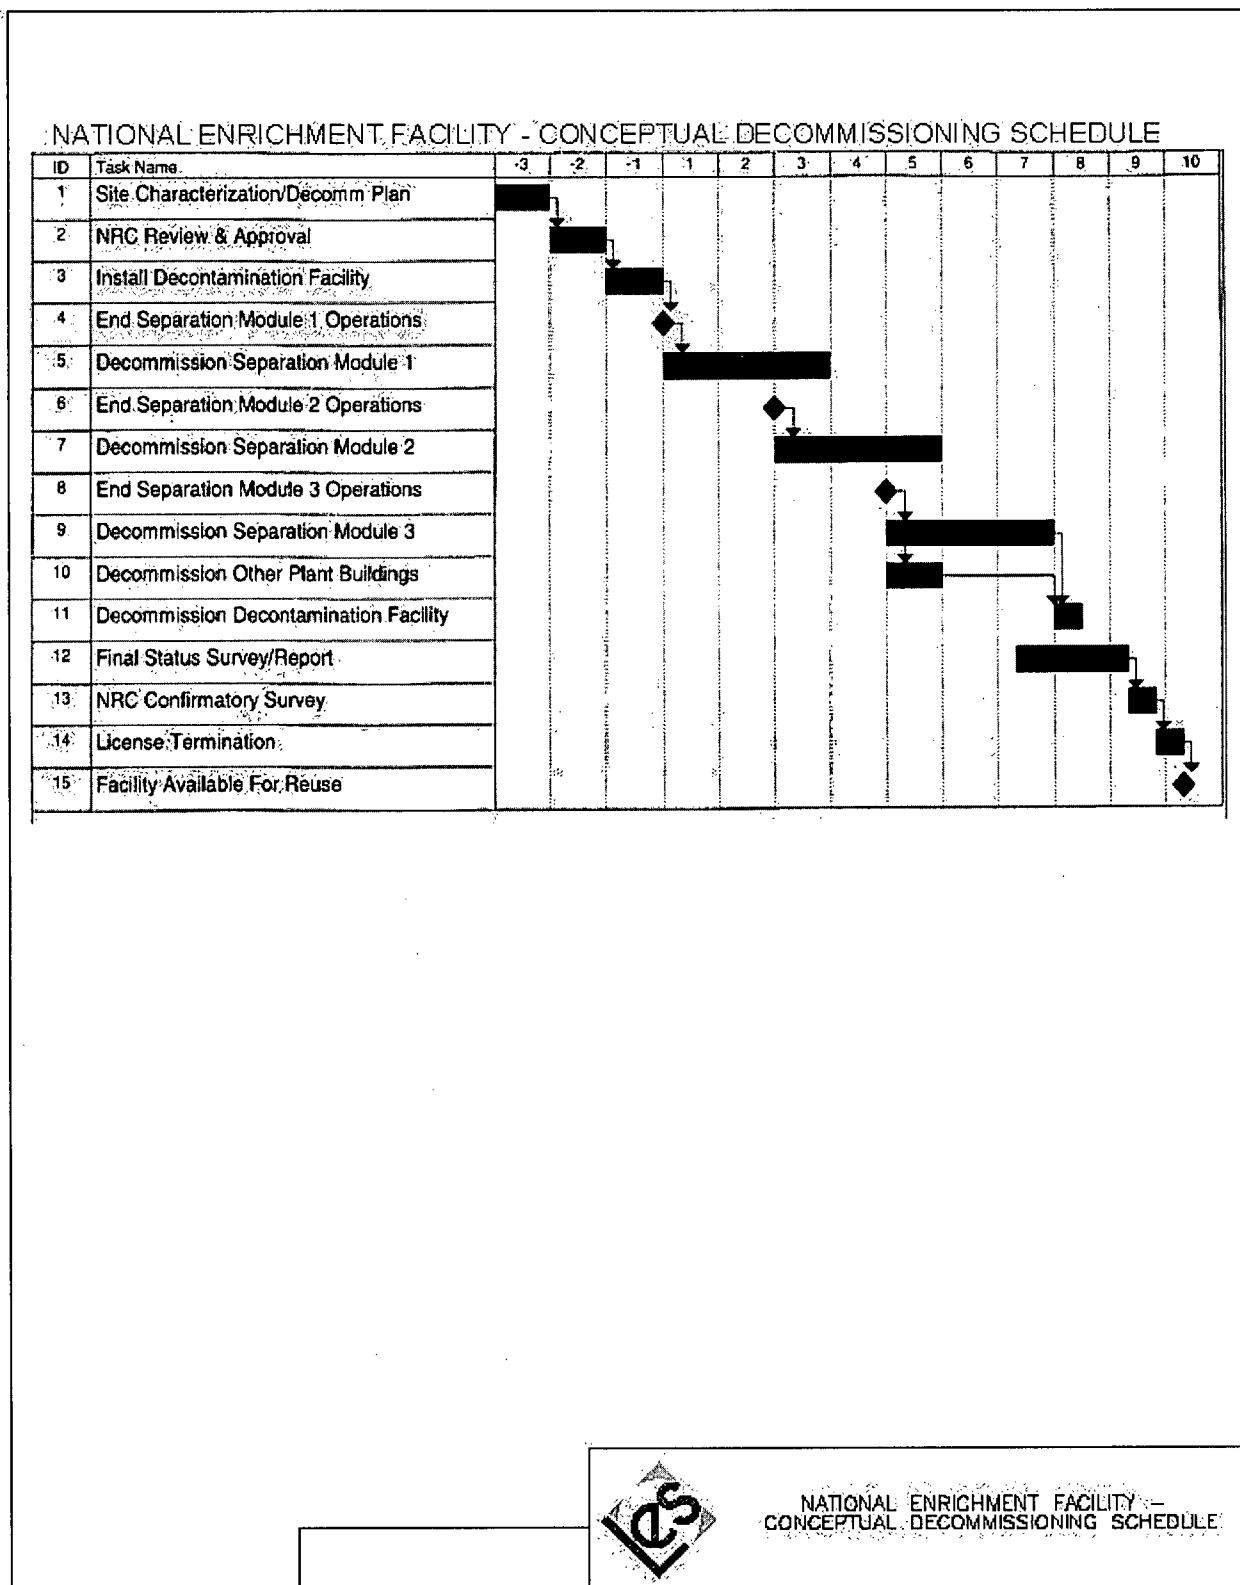 NATIONAL ENRICHMENT FACILITY - CONCEPTUAL DECOMMISSIONING SCHEDULE
ID Task Name -3 -2 -1 1 2 3 4 5 6 7 8 9 10
1 Site Characterization/Decomm Plan
2 NRC Review & Approval
3 Install Decontamination Facility
4 End Separation Module 1 Operations
5 Decommission Separation Module 1
6 End Separation Module 2 Operations
7 Decommission Separation Module 2
8 End Separation Module 3 Operations
9 Decommission Separation Module 3
10 Decommission Other Plant Buildings
11 Decommission Decontamination Facility
12 Final Status Survey/Report
13 NRC Confirmatory Survey
14 License Termination
15 Facility Available For Reuse
LES
NATIONAL ENRICHMENT FACILITY –
CONCEPTUAL DECOMMISSIONING SCHEDULE